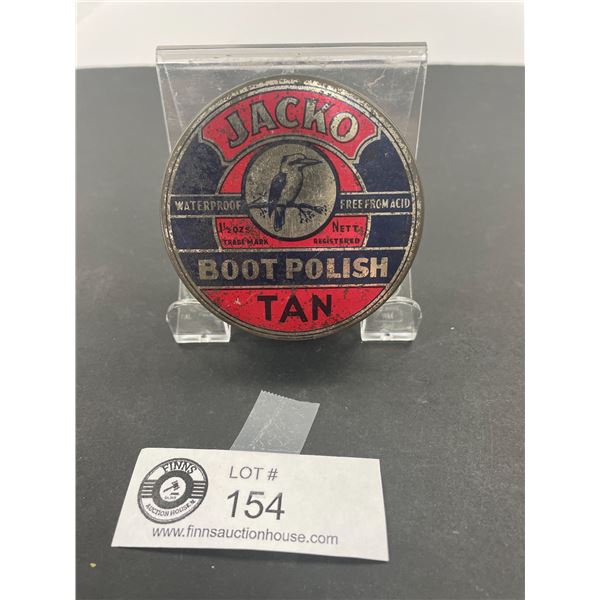 JACKO
WATERPROOF FREE FROM ACID
1½ OZS NETT
TRADE MARK REGISTERED
BOOT POLISH
TAN
FINNS
AUCTION HOUSE
LOT #
154
www.finnsauctionhouse.com